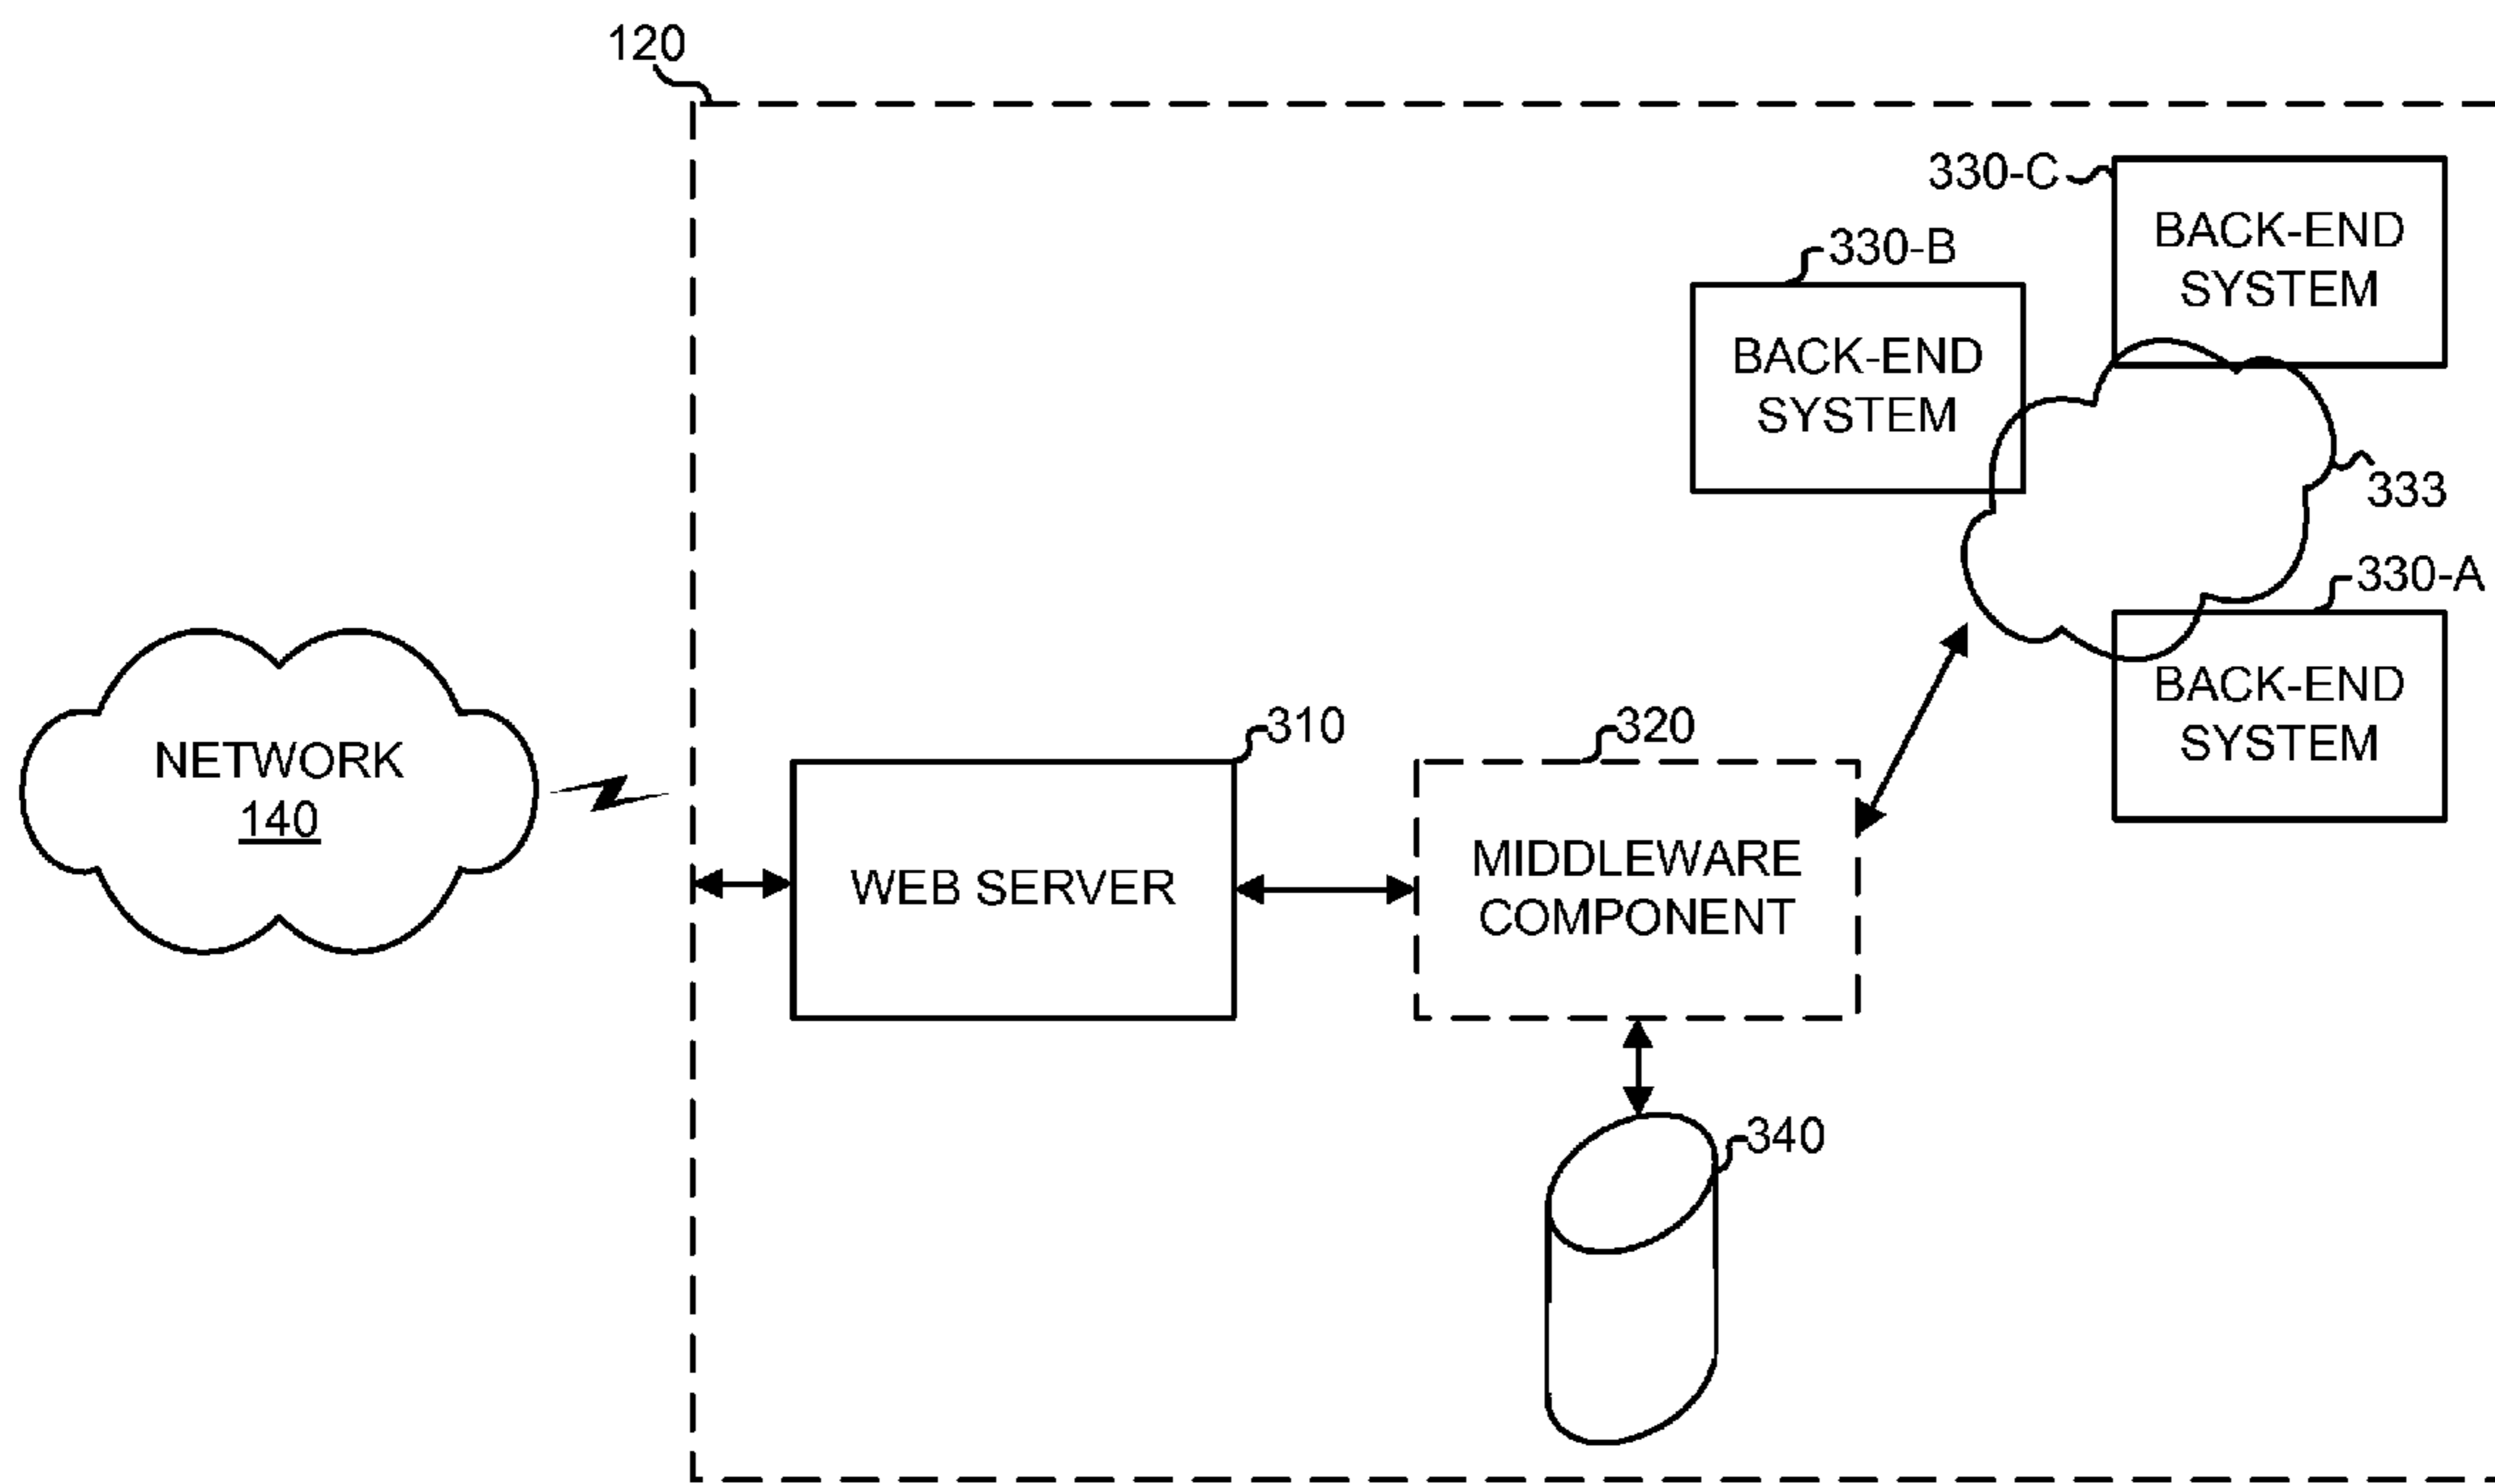 120
330-C
BACK-END
SYSTEM
330-B
BACK-END
SYSTEM
333
330-A
BACK-END
SYSTEM
NETWORK
140
310
WEB SERVER
320
MIDDLEWARE
COMPONENT
340